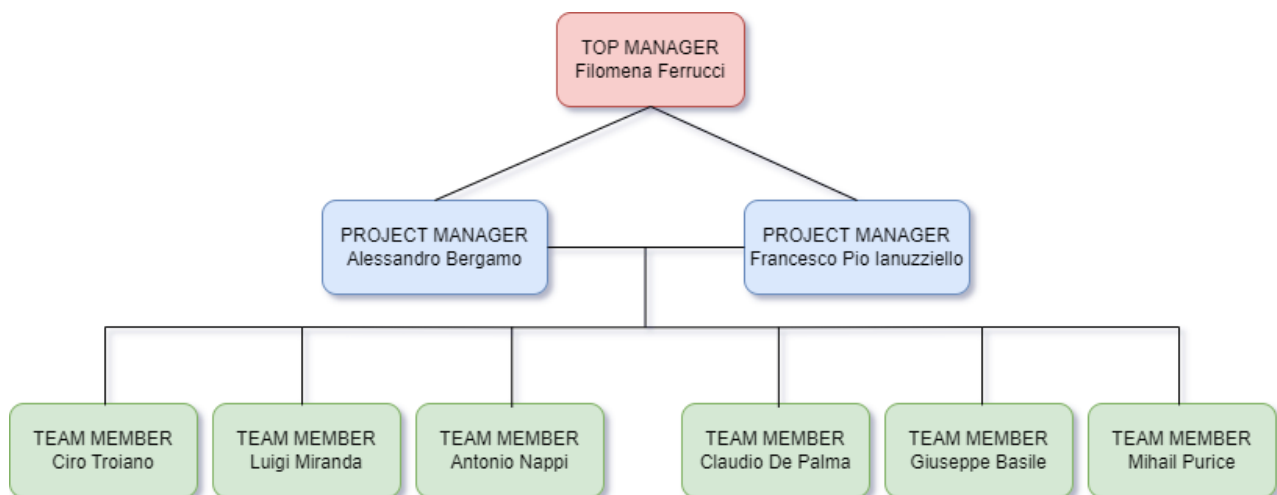 TOP MANAGER
Filomena Ferrucci
PROJECT MANAGER
Alessandro Bergamo
PROJECT MANAGER
Francesco Pio Ianuzziello
TEAM MEMBER
Ciro Troiano
TEAM MEMBER
Luigi Miranda
TEAM MEMBER
Antonio Nappi
TEAM MEMBER
Claudio De Palma
TEAM MEMBER
Giuseppe Basile
TEAM MEMBER
Mihail Purice